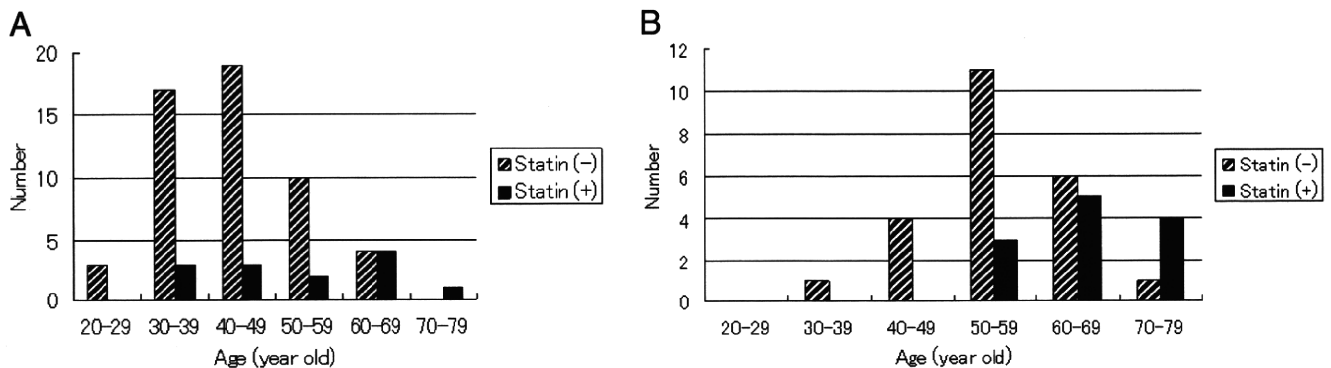 A
Number
20
15
10
5
0
20-29 30-39 40-49 50-59 60-69 70-79
Age (year old)
Statin (-)
Statin (+)
B
Number
12
10
8
6
4
2
0
20-29 30-39 40-49 50-59 60-69 70-79
Age (year old)
Statin (-)
Statin (+)